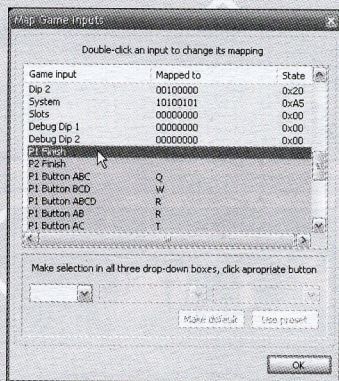 Map Game Inputs
Double-click an input to change its mapping
Game input Mapped to State
Dip 2 00100000 0x20
System 10100101 0xA5
Slots 00000000 0x00
Debug Dip 1 00000000 0x00
Debug Dip 2 00000000 0x00
P1 Finish
P2 Finish
P1 Button ABC Q
P1 Button BCD W
P1 Button ABCD R
P1 Button AB R
P1 Button AC T
Make selection in all three drop-down boxes, click apropriate button
Make default Use preset
OK